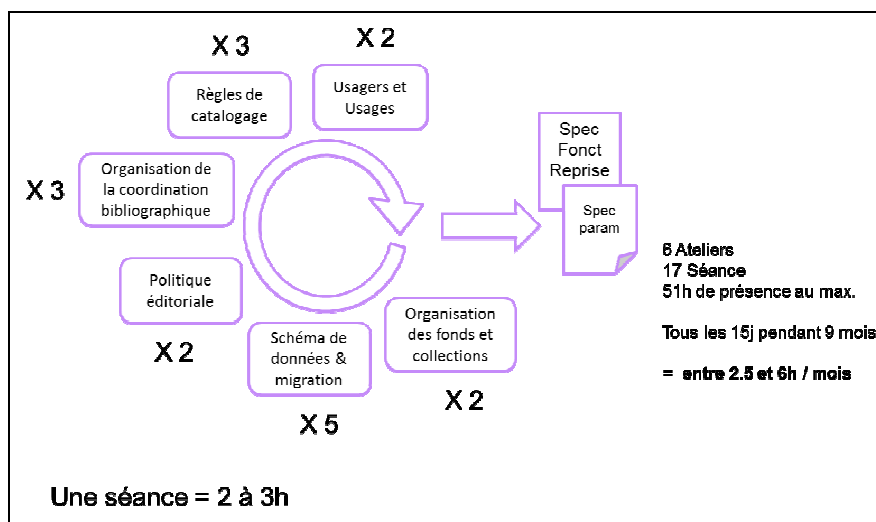 X 3
Règles de
catalogage
X 2
Usagers et
Usages
X 3
Organisation de
la coordination
bibliographique
Politique
éditoriale
X 2
Schéma de
données &
migration
X 5
Organisation
des fonds et
collections
X 2
Spec
Fonct
Reprise
Spec
param
6 Ateliers
17 Séance
51h de présence au max.
Tous les 15j pendant 9 mois
= entre 2.5 et 6h / mois
Une séance = 2 à 3h